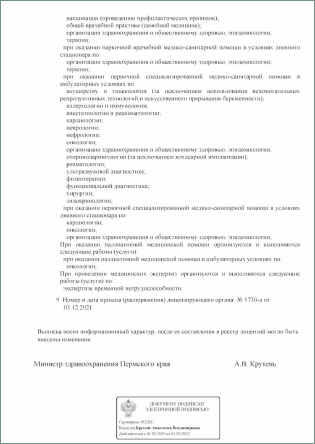 вакцинации (проведению профилактических прививок);
общей врачебной практике (семейной медицине);
организации здравоохранения и общественному здоровью, эпидемиологии;
терапии;
при оказании первичной врачебной медико-санитарной помощи в условиях дневного
стационара по:
организации здравоохранения и общественному здоровью, эпидемиологии,
терапии;
при оказании первичной специализированной медико-санитарной помощи в
амбулаторных условиях по:
акушерству и гинекологии (за исключением использования вспомогательных
репродуктивных технологий и искусственного прерывания беременности);
аллергологии и иммунологии;
анестезиологии и реаниматологии;
кардиологии;
неврологии;
нефрологии;
онкологии;
организации здравоохранения и общественному здоровью, эпидемиологии;
оториноларингологии (за исключением кохлеарной имплантации);
ревматологии;
ультразвуковой диагностике;
физиотерапии;
функциональной диагностике;
хирургии;
эндокринологии;
при оказании первичной специализированной медико-санитарной помощи в условиях
дневного стационара по:
кардиологии;
онкологии;
организации здравоохранения и общественному здоровью, эпидемиологии;
При оказании паллиативной медицинской помощи организуются и выполняются
следующие работы (услуги):
при оказании паллиативной медицинской помощи в амбулаторных условиях по:
онкологии;
При проведении медицинских экспертиз организуются и выполняются следующие
работы (услуги) по:
экспертизе временной нетрудоспособности.
9. Номер и дата приказа (распоряжения) лицензирующего органа: № 1730-л от
03.12.2021.
Выписка носит информационный характер, после ее составления в реестр лицензий могли быть
внесены изменения.
Министр здравоохранения Пермского края А.В. Крутень
ДОКУМЕНТ ПОДПИСАН
ЭЛЕКТРОННОЙ ПОДПИСЬЮ
Сертификат
Владелец Крутень Анастасия Владимировна
Действителен с